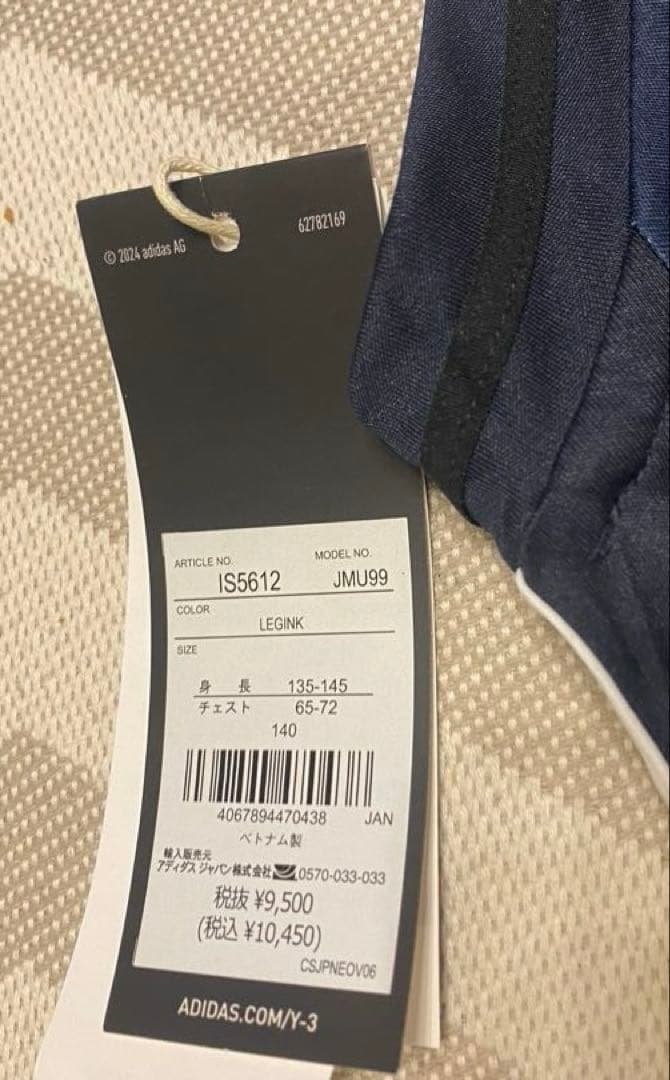 © 2024 adidas AG
62782169
ARTICLE NO.
MODEL NO.
IS5612
JMU99
COLOR
LEGINK
SIZE
身 長 135-145
チェスト 65-72
140
4067894470438 JAN
ベトナム製
輸入販売元
アディダス ジャパン株式会社 0570-033-033
税抜 ¥9,500
(税込 ¥10,450)
CSJPNEOV06
ADIDAS.COM/Y-3